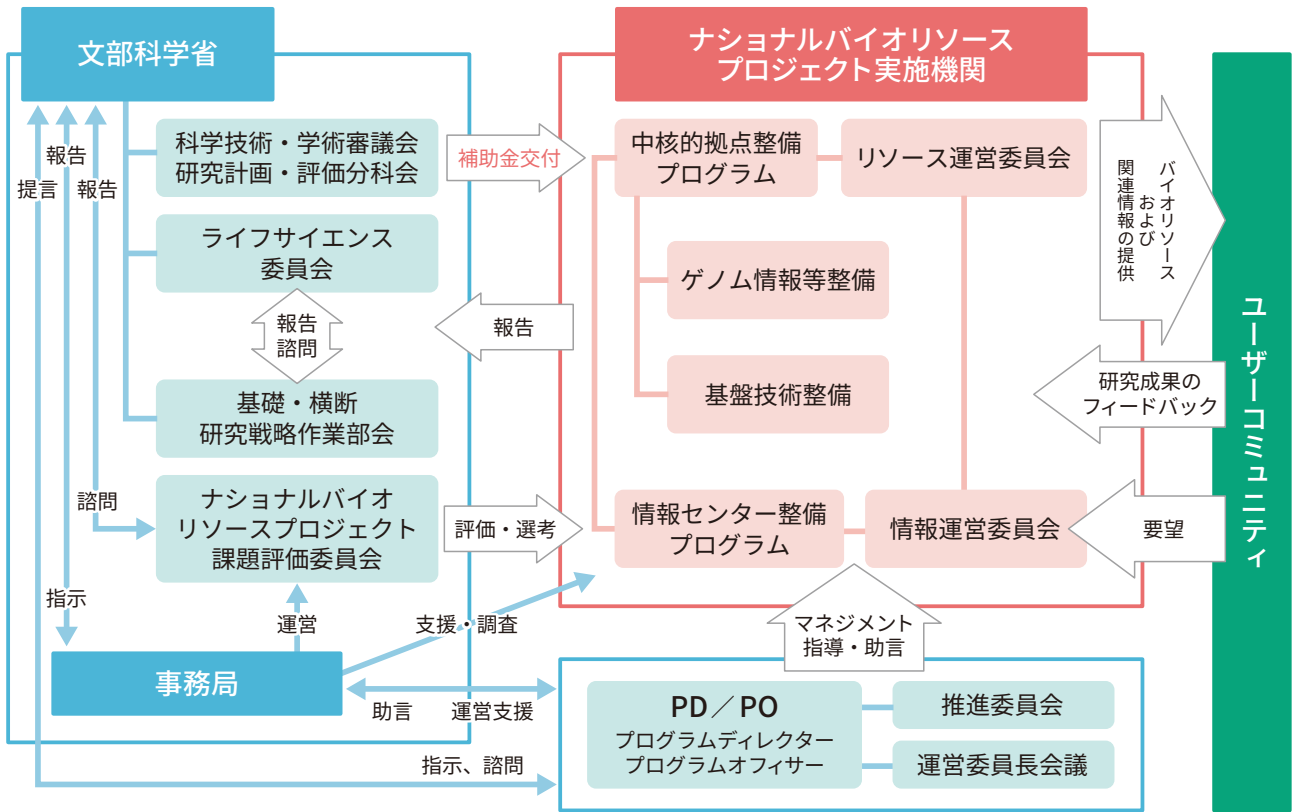 文部科学省
報告
提言
報告
科学技術・学術審議会
研究計画・評価分科会
ライフサイエンス
委員会
報告
諮問
基礎・横断
研究戦略作業部会
諮問
ナショナルバイオ
リソースプロジェクト
課題評価委員会
指示
運営
事務局
補助金交付
報告
評価・選考
支援・調査
助言
運営支援
指示、諮問
ナショナルバイオリソース
プロジェクト実施機関
中核的拠点整備
プログラム
リソース運営委員会
ゲノム情報等整備
基盤技術整備
情報センター整備
プログラム
情報運営委員会
マネジメント
指導・助言
PD／PO
プログラムディレクター
プログラムオフィサー
推進委員会
運営委員長会議
バイオリソース
および
関連情報の提供
研究成果の
フィードバック
要望
ユーザーコミュニティ